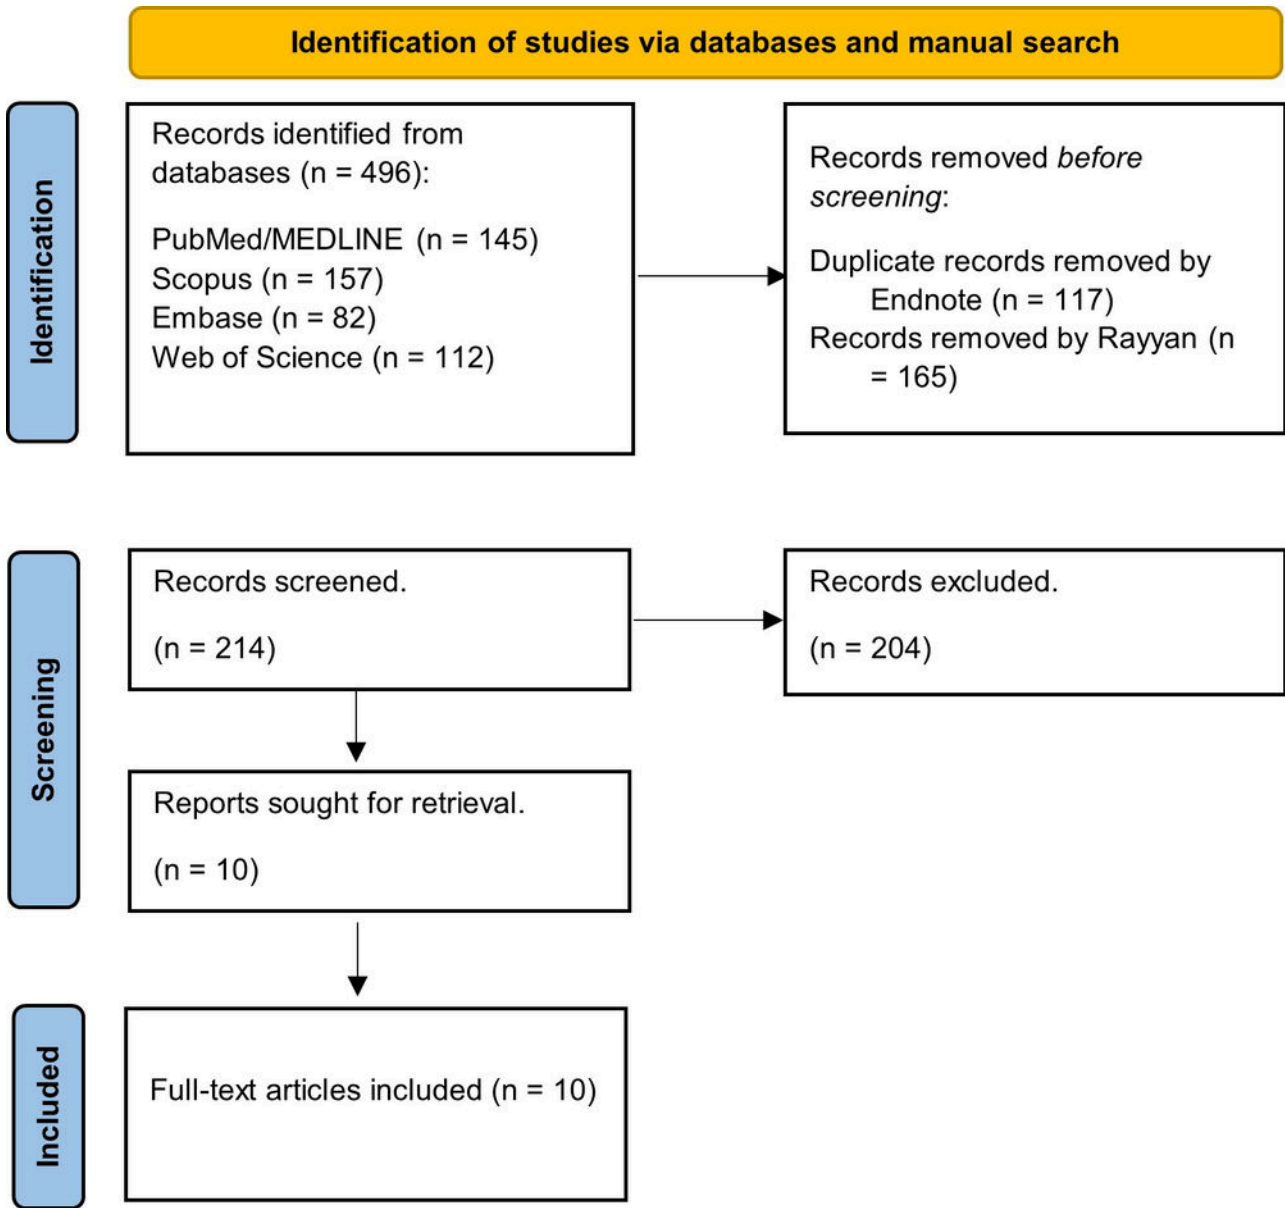 Identification of studies via databases and manual search
Identification
Records identified from
databases (n = 496):
PubMed/MEDLINE (n = 145)
Scopus (n = 157)
Embase (n = 82)
Web of Science (n = 112)
Records removed before
screening:
Duplicate records removed by
Endnote (n = 117)
Records removed by Rayyan (n
= 165)
Screening
Records screened.
(n = 214)
Records excluded.
(n = 204)
Reports sought for retrieval.
(n = 10)
Included
Full-text articles included (n = 10)